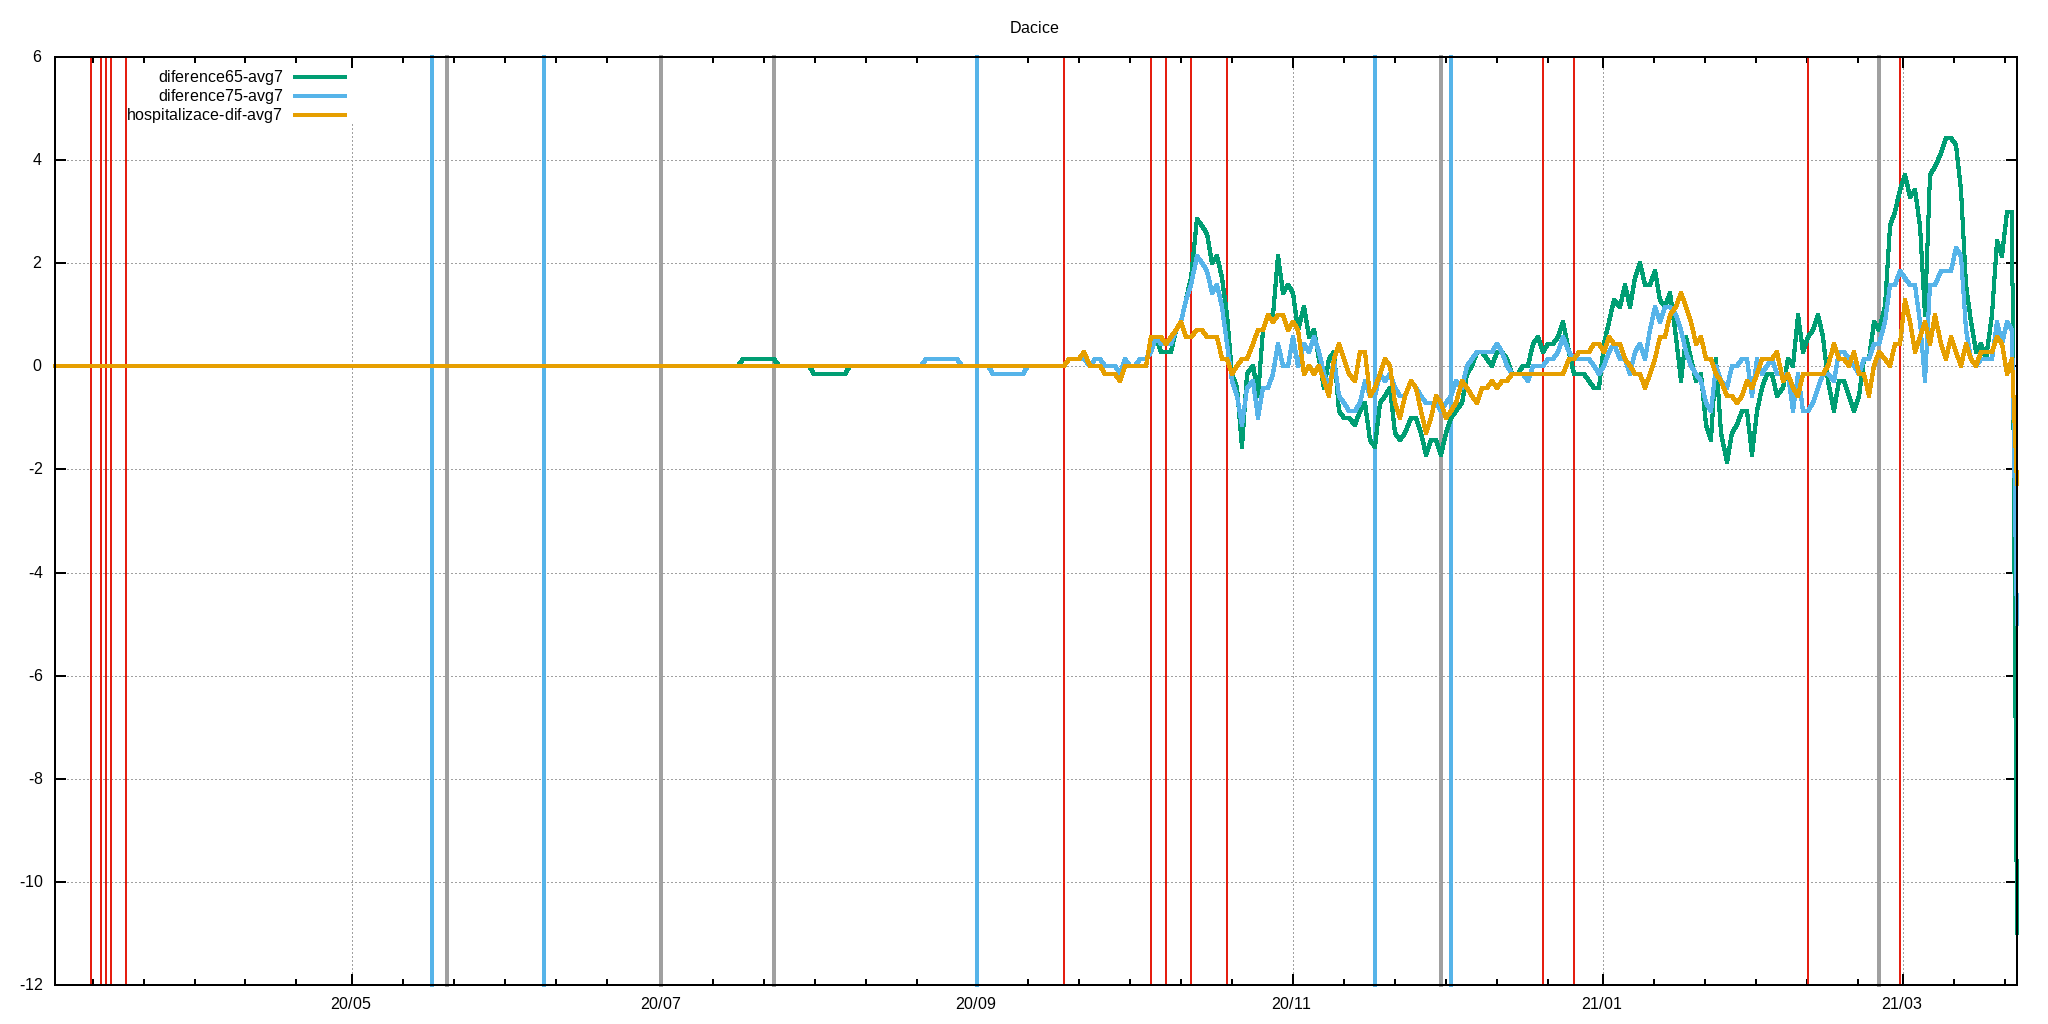 Dacice
6
diference65-avg7
diference75-avg7
hospitalizace-dif-avg7
4
2
0
-2
-4
-6
-8
-10
-12
20/05 20/07 20/09 20/11 21/01 21/03